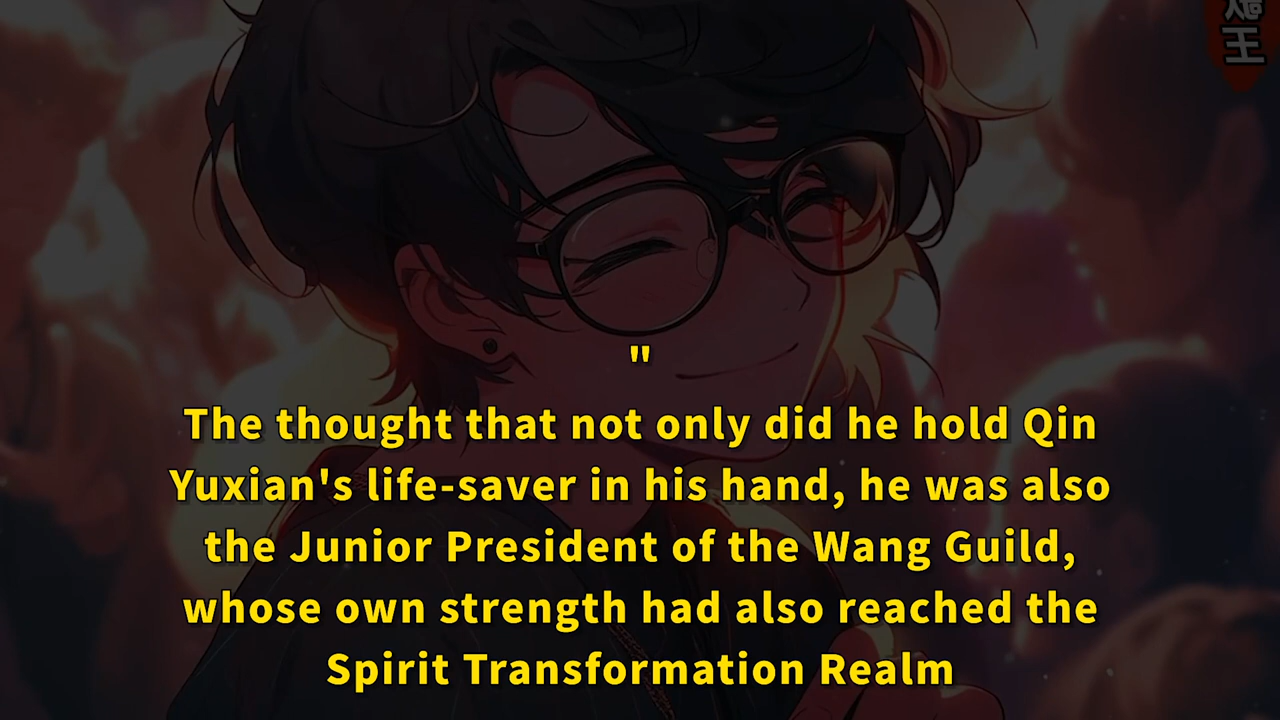 王
"
The thought that not only did he hold Qin
Yuxian's life-saver in his hand, he was also
the Junior President of the Wang Guild,
whose own strength had also reached the
Spirit Transformation Realm